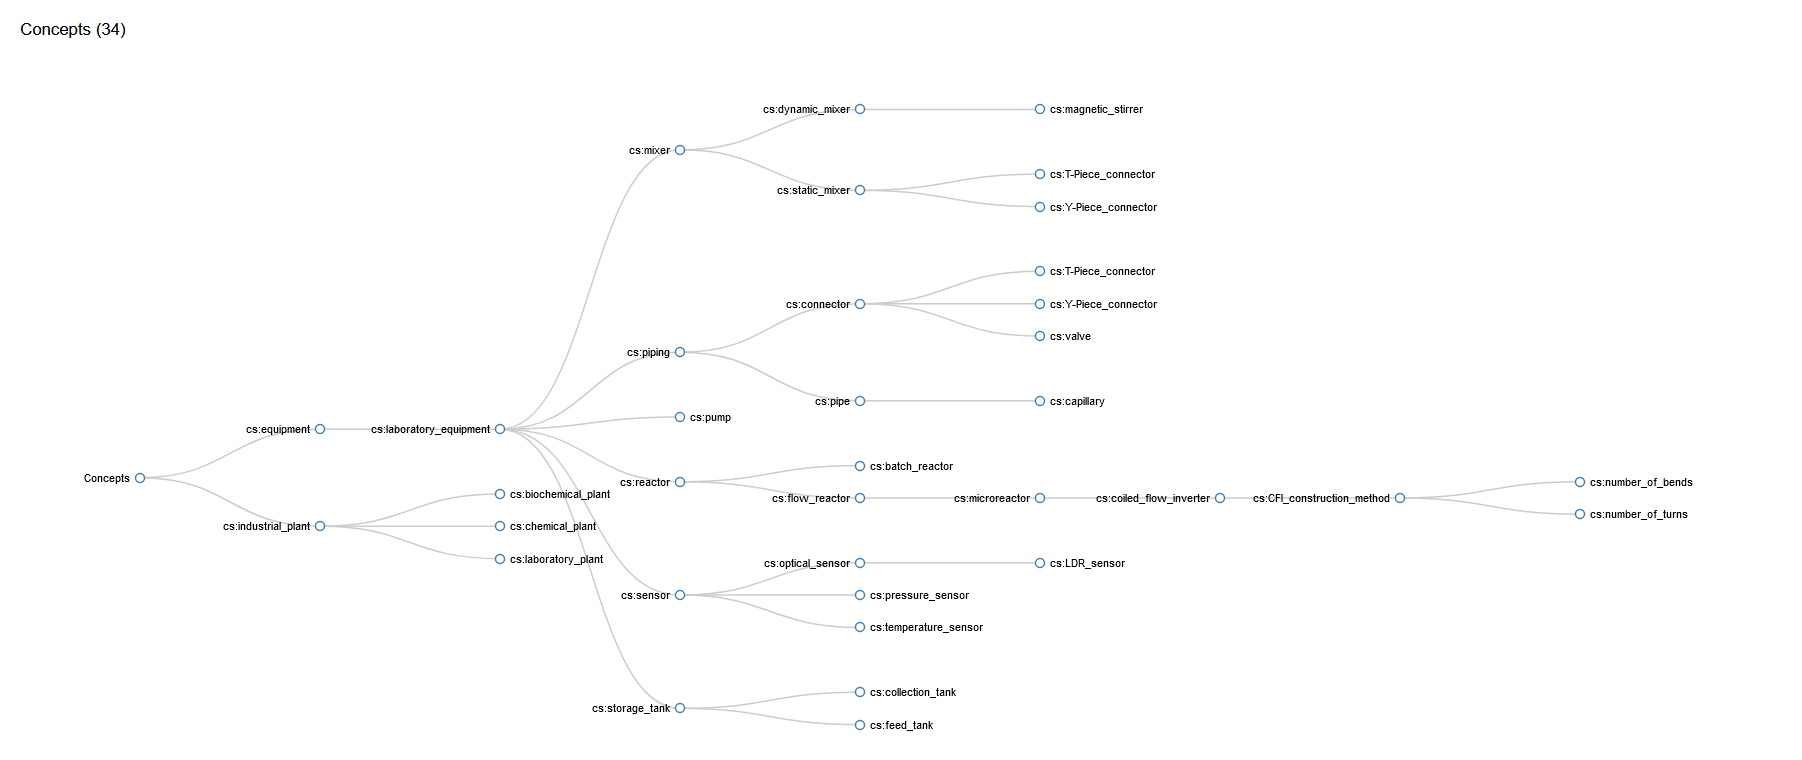 Concepts (34)
cs:dynamic_mixer
cs:magnetic_stirrer
cs:mixer
cs:T-Piece_connector
cs:static_mixer
cs:Y-Piece_connector
cs:T-Piece_connector
cs:connector
cs:Y-Piece_connector
cs:valve
cs:piping
cs:pipe
cs:capillary
cs:pump
cs:equipment
cs:laboratory_equipment
cs:batch_reactor
Concepts
cs:reactor
cs:number_of_bends
cs:biochemical_plant
cs:flow_reactor
cs:microreactor
cs:coiled_flow_inverter
cs:CFI_construction_method
cs:number_of_turns
cs:industrial_plant
cs:chemical_plant
cs:laboratory_plant
cs:optical_sensor
cs:LDR_sensor
cs:sensor
cs:pressure_sensor
cs:temperature_sensor
cs:collection_tank
cs:storage_tank
cs:feed_tank